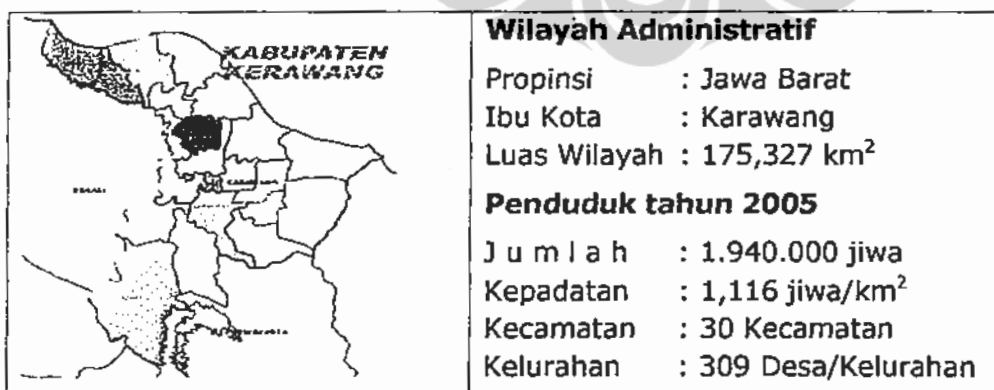 KABUPATEN
KERAWANG
Wilayah Administratif
Propinsi : Jawa Barat
Ibu Kota : Karawang
Luas Wilayah : 175,327 km²
Penduduk tahun 2005
J u m l a h : 1.940.000 jiwa
Kepadatan : 1,116 jiwa/km²
Kecamatan : 30 Kecamatan
Kelurahan : 309 Desa/Kelurahan